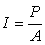 I = P/A